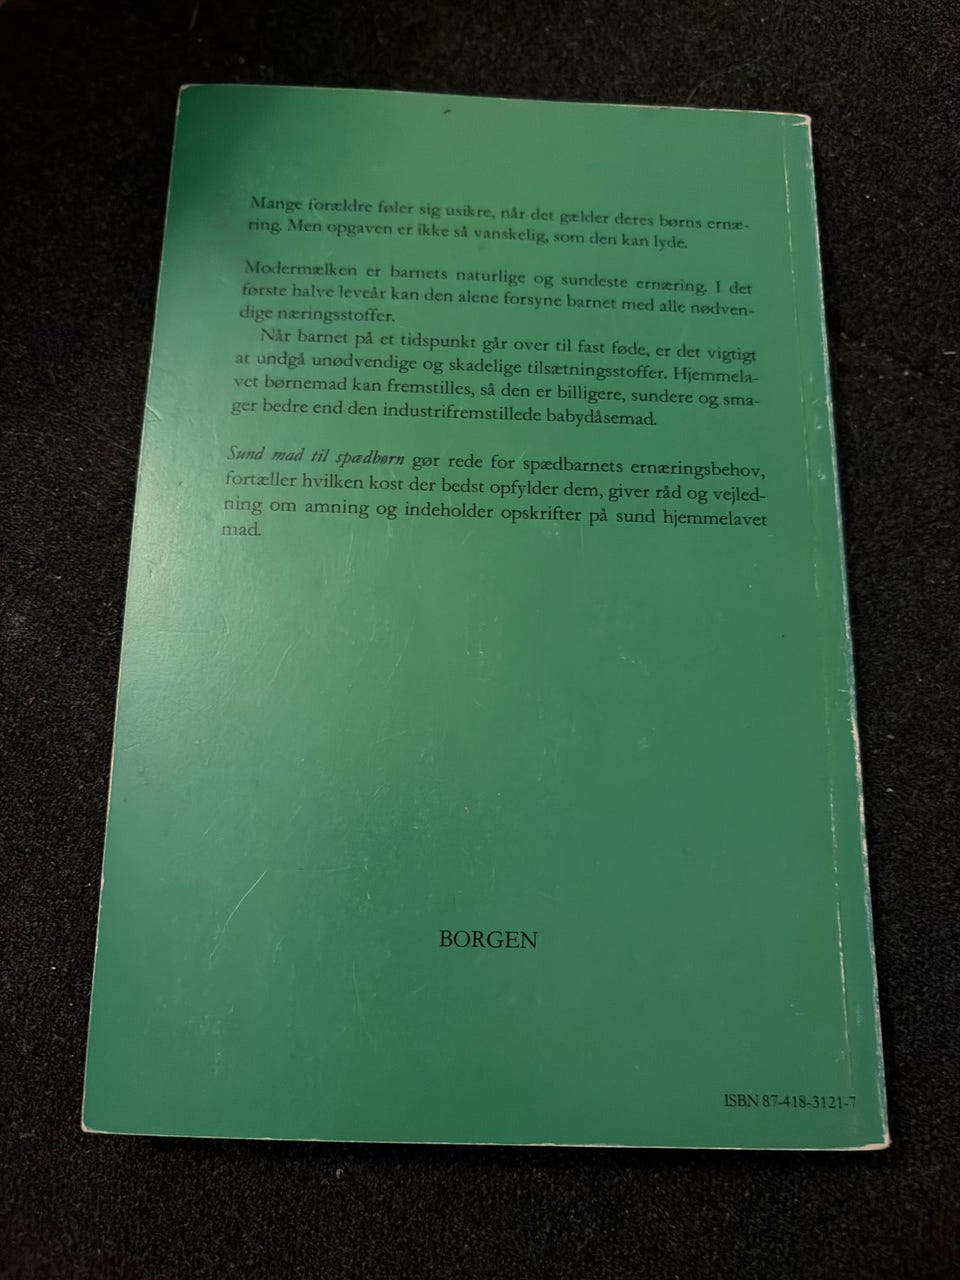 Mange forældre føler sig usikre, når det gælder deres børns ernæ-
ring. Men opgaven er ikke så vanskelig, som den kan lyde.
Modermælken er barnets naturlige og sundeste ernæring. I det
første halve leveår kan den alene forsyne barnet med alle nødven-
dige næringsstoffer.
Når barnet på et tidspunkt går over til fast føde, er det vigtigt
at undgå unødvendige og skadelige tilsætningsstoffer. Hjemmela-
vet børnemad kan fremstilles, så den er billigere, sundere og sma-
ger bedre end den industrifremstillede babydåsemad.
Sund mad til spædbørn gør rede for spædbarnets ernæringsbehov,
fortæller hvilken kost der bedst opfylder dem, giver råd og vejled-
ning om amning og indeholder opskrifter på sund hjemmelavet
mad.
BORGEN
ISBN 87-418-3121-7